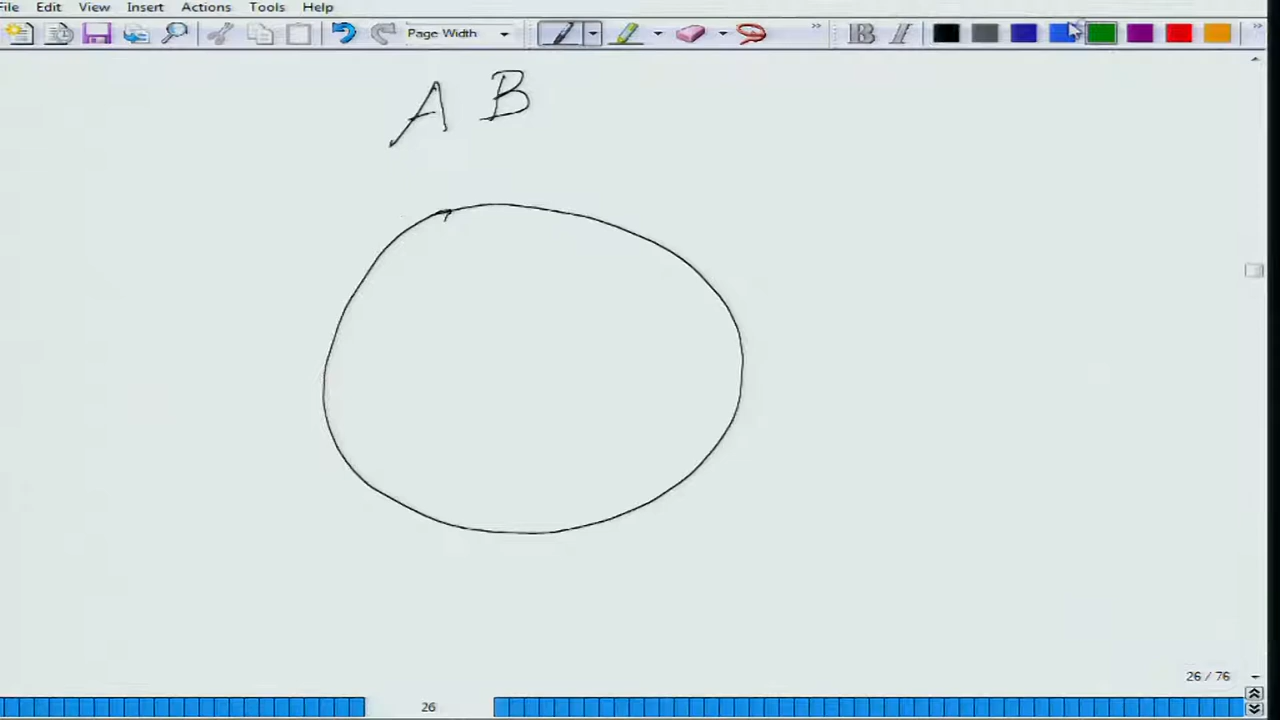 File Edit View Insert Actions Tools Help
Page Width B I
A B
26 / 76
26